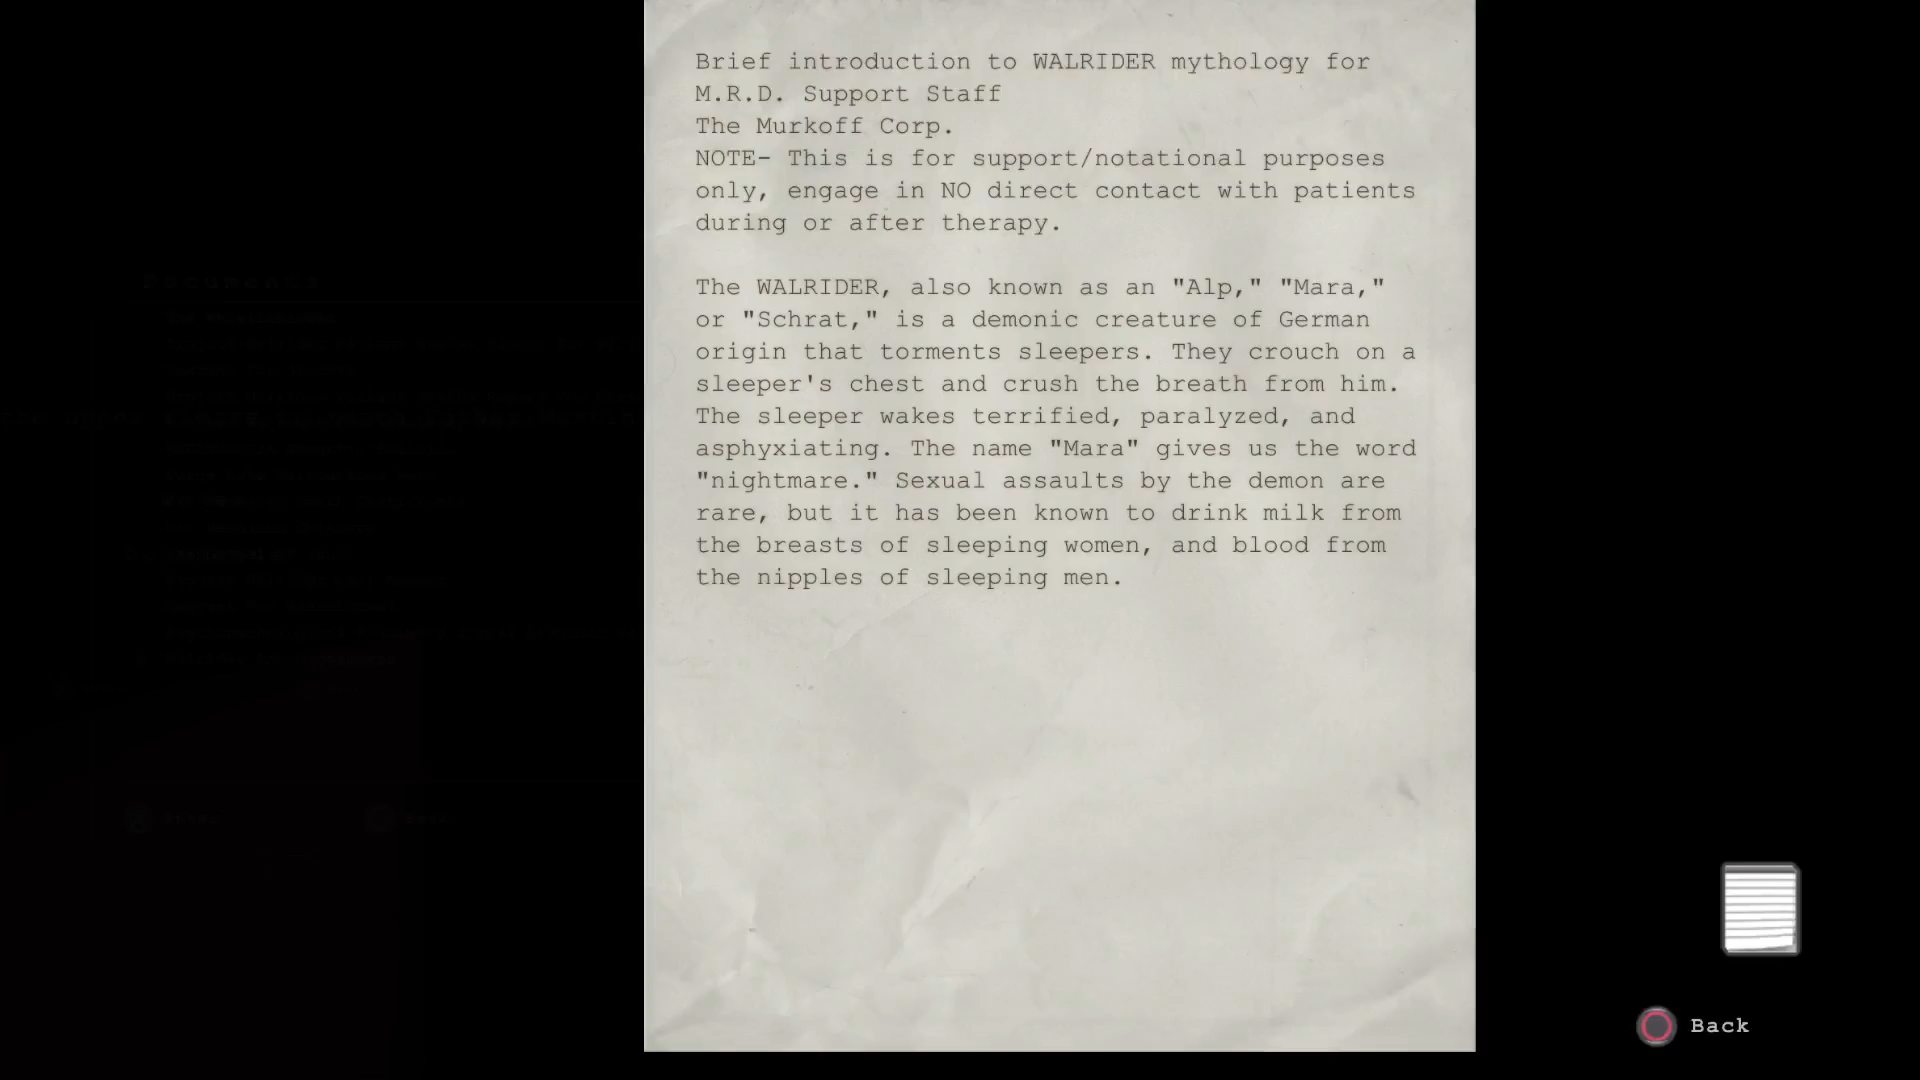 Brief introduction to WALRIDER mythology for
M.R.D. Support Staff
The Murkoff Corp.
NOTE- This is for support/notational purposes
only, engage in NO direct contact with patients
during or after therapy.
The WALRIDER, also known as an "Alp," "Mara,"
or "Schrat," is a demonic creature of German
origin that torments sleepers. They crouch on a
sleeper's chest and crush the breath from him.
The sleeper wakes terrified, paralyzed, and
asphyxiating. The name "Mara" gives us the word
"nightmare." Sexual assaults by the demon are
rare, but it has been known to drink milk from
the breasts of sleeping women, and blood from
the nipples of sleeping men.
Documents
Back